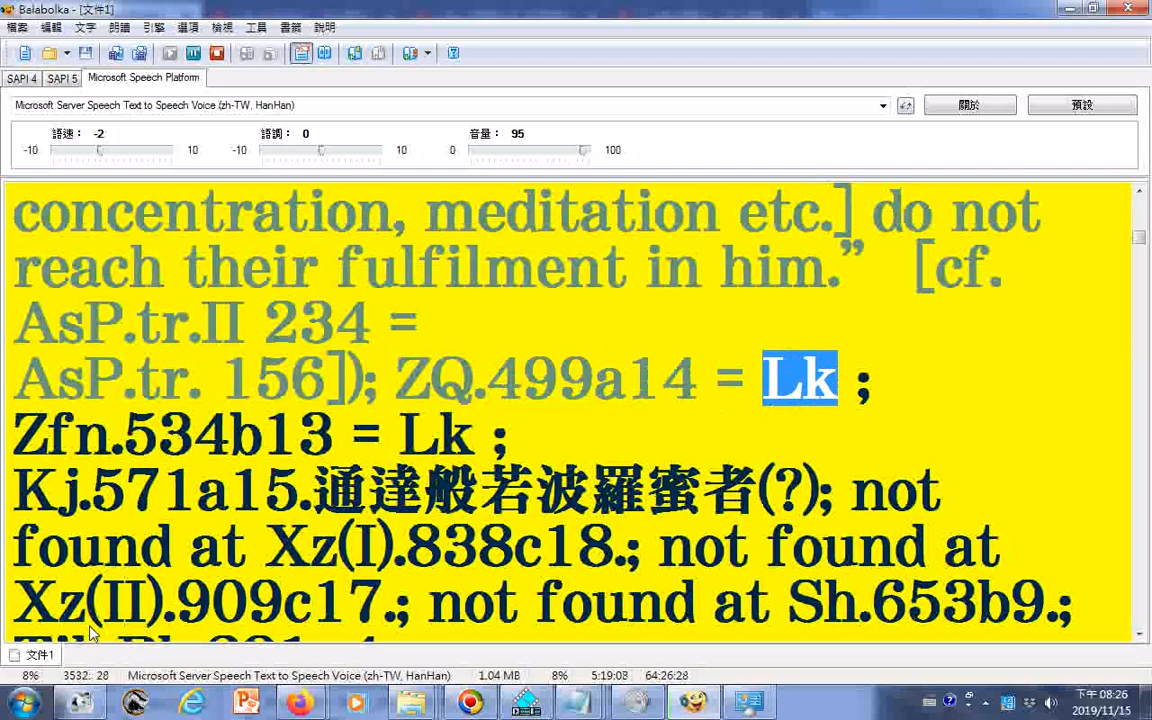 Balabolka - [文件1]
檔案 編輯 文字 朗讀 引擎 選項 檢視 工具 書籤 說明
SAPI 4 SAPI 5 Microsoft Speech Platform
Microsoft Server Speech Text to Speech Voice (zh-TW, HanHan)
關於 預設
語速： -2 語調： 0 音量： 95
-10 10 -10 10 0 100
concentration, meditation etc.] do not
reach their fulfilment in him.” [cf.
AsP.tr.II 234 =
AsP.tr. 156]); ZQ.499a14 = Lk ;
Zfn.534b13 = Lk ;
Kj.571a15.通達般若波羅蜜者(?); not
found at Xz(I).838c18.; not found at
Xz(II).909c17.; not found at Sh.653b9.;
文件1
8% 3532: 28 Microsoft Server Speech Text to Speech Voice (zh-TW, HanHan) 1.04 MB 8% 5:19:03 64:26:28
下午 08:26
2019/11/15